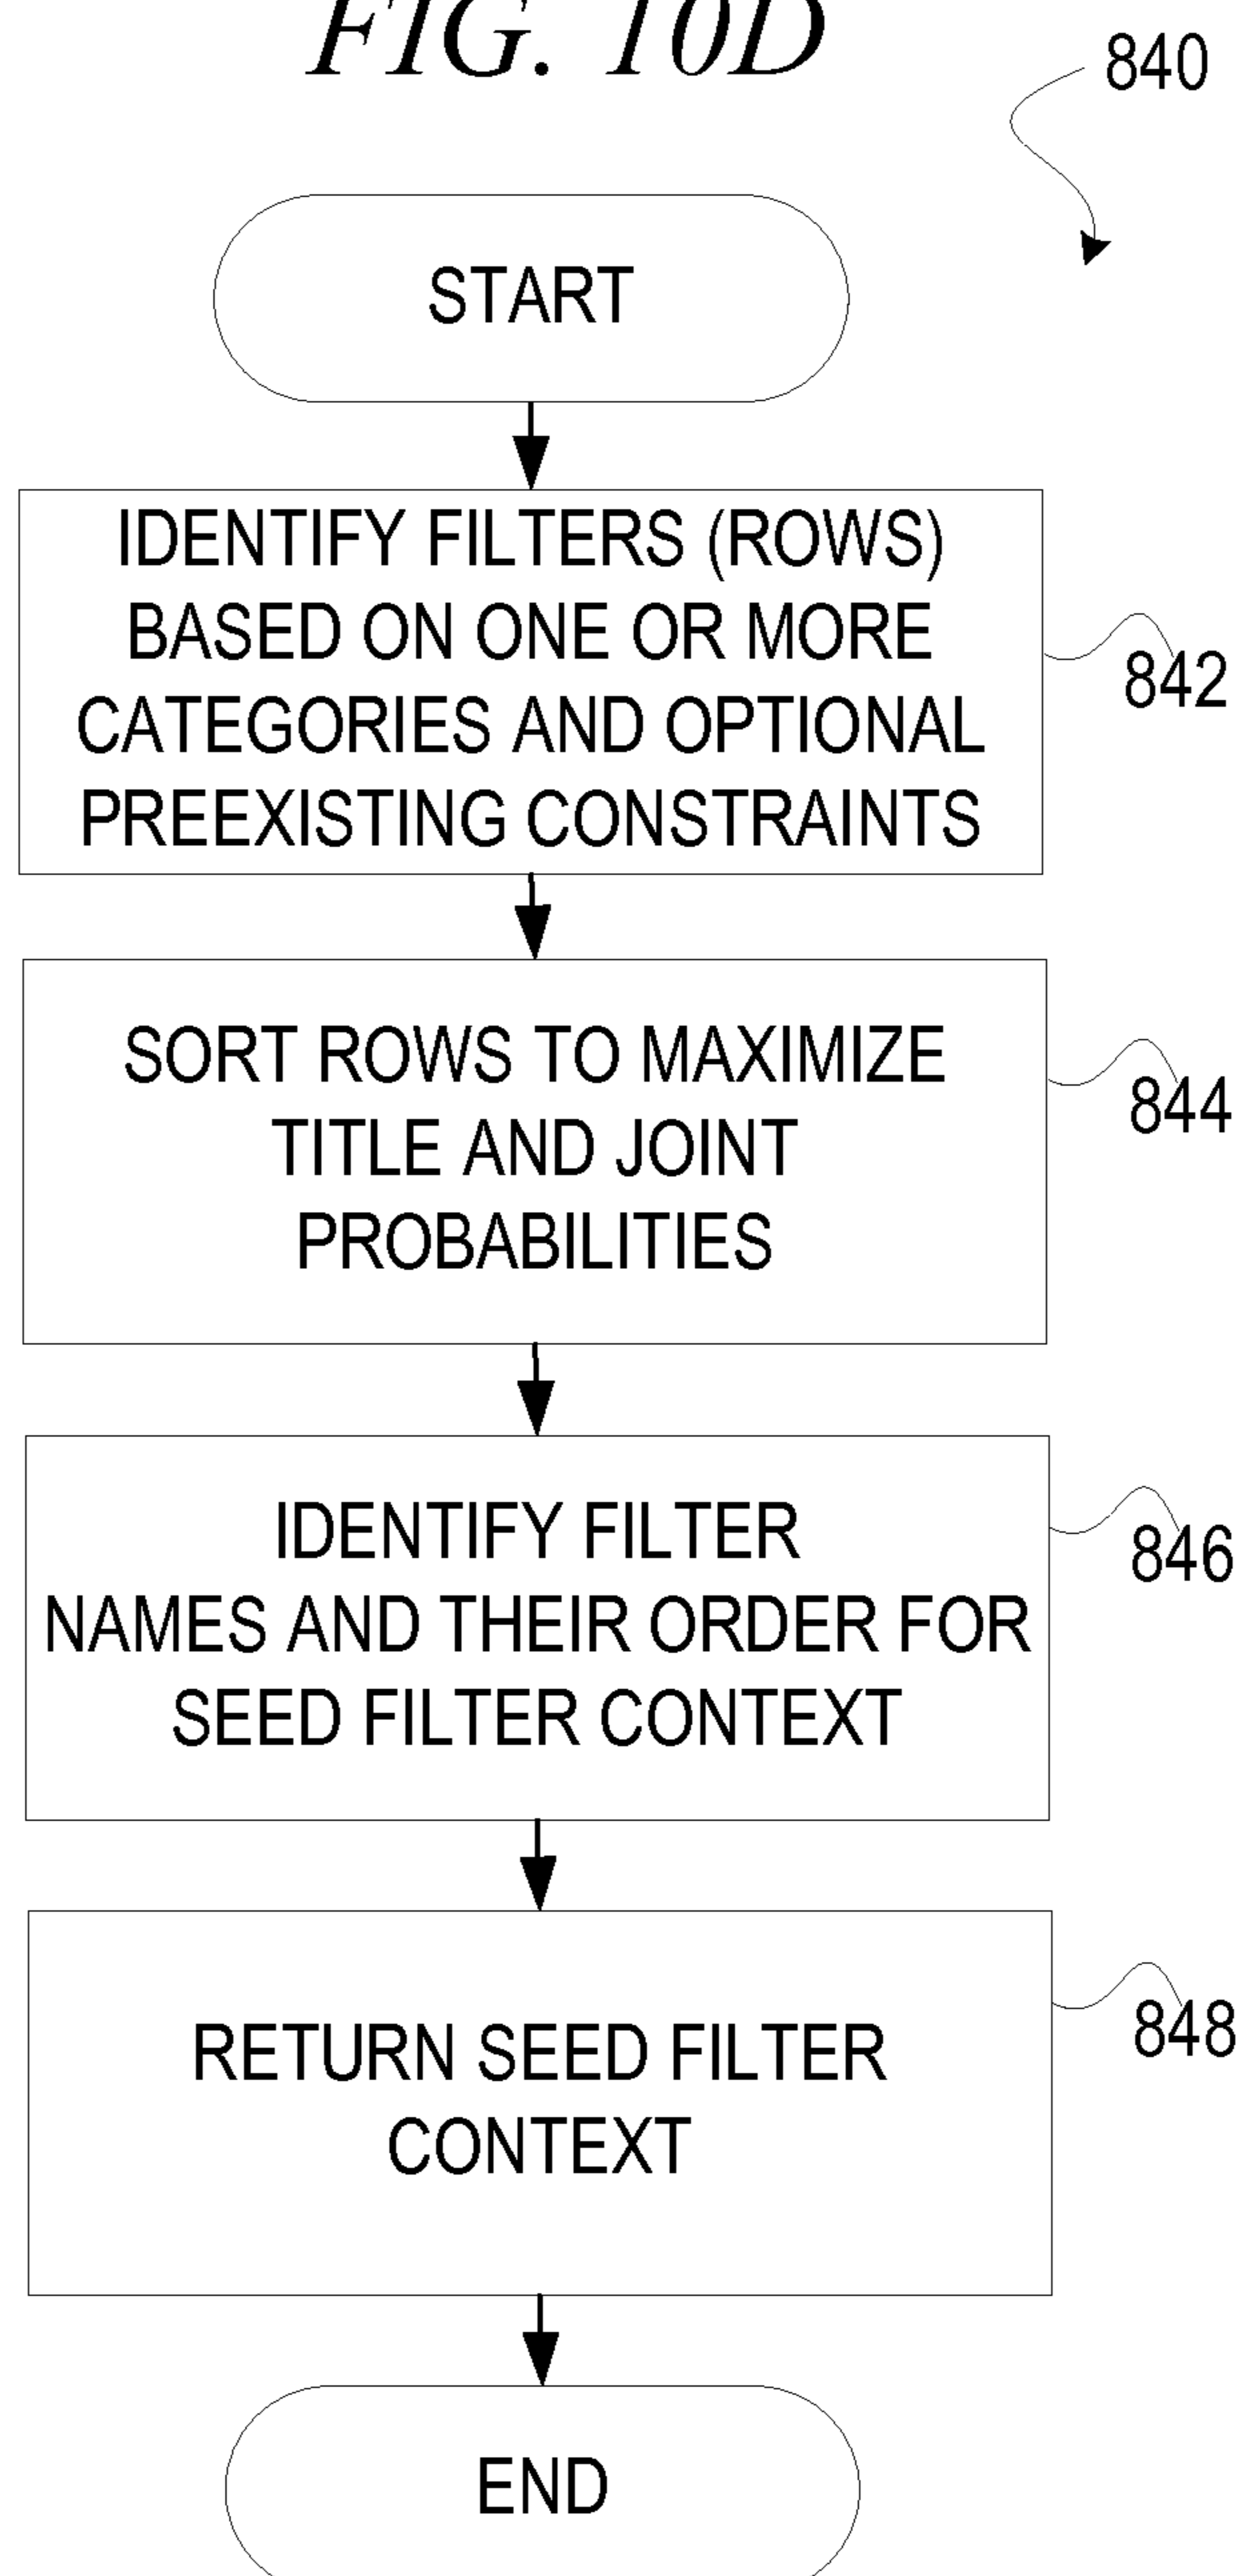 FIG. 10D
840
START
IDENTIFY FILTERS (ROWS)
BASED ON ONE OR MORE
CATEGORIES AND OPTIONAL
PREEXISTING CONSTRAINTS
842
SORT ROWS TO MAXIMIZE
TITLE AND JOINT
PROBABILITIES
844
IDENTIFY FILTER
NAMES AND THEIR ORDER FOR
SEED FILTER CONTEXT
846
RETURN SEED FILTER
CONTEXT
848
END